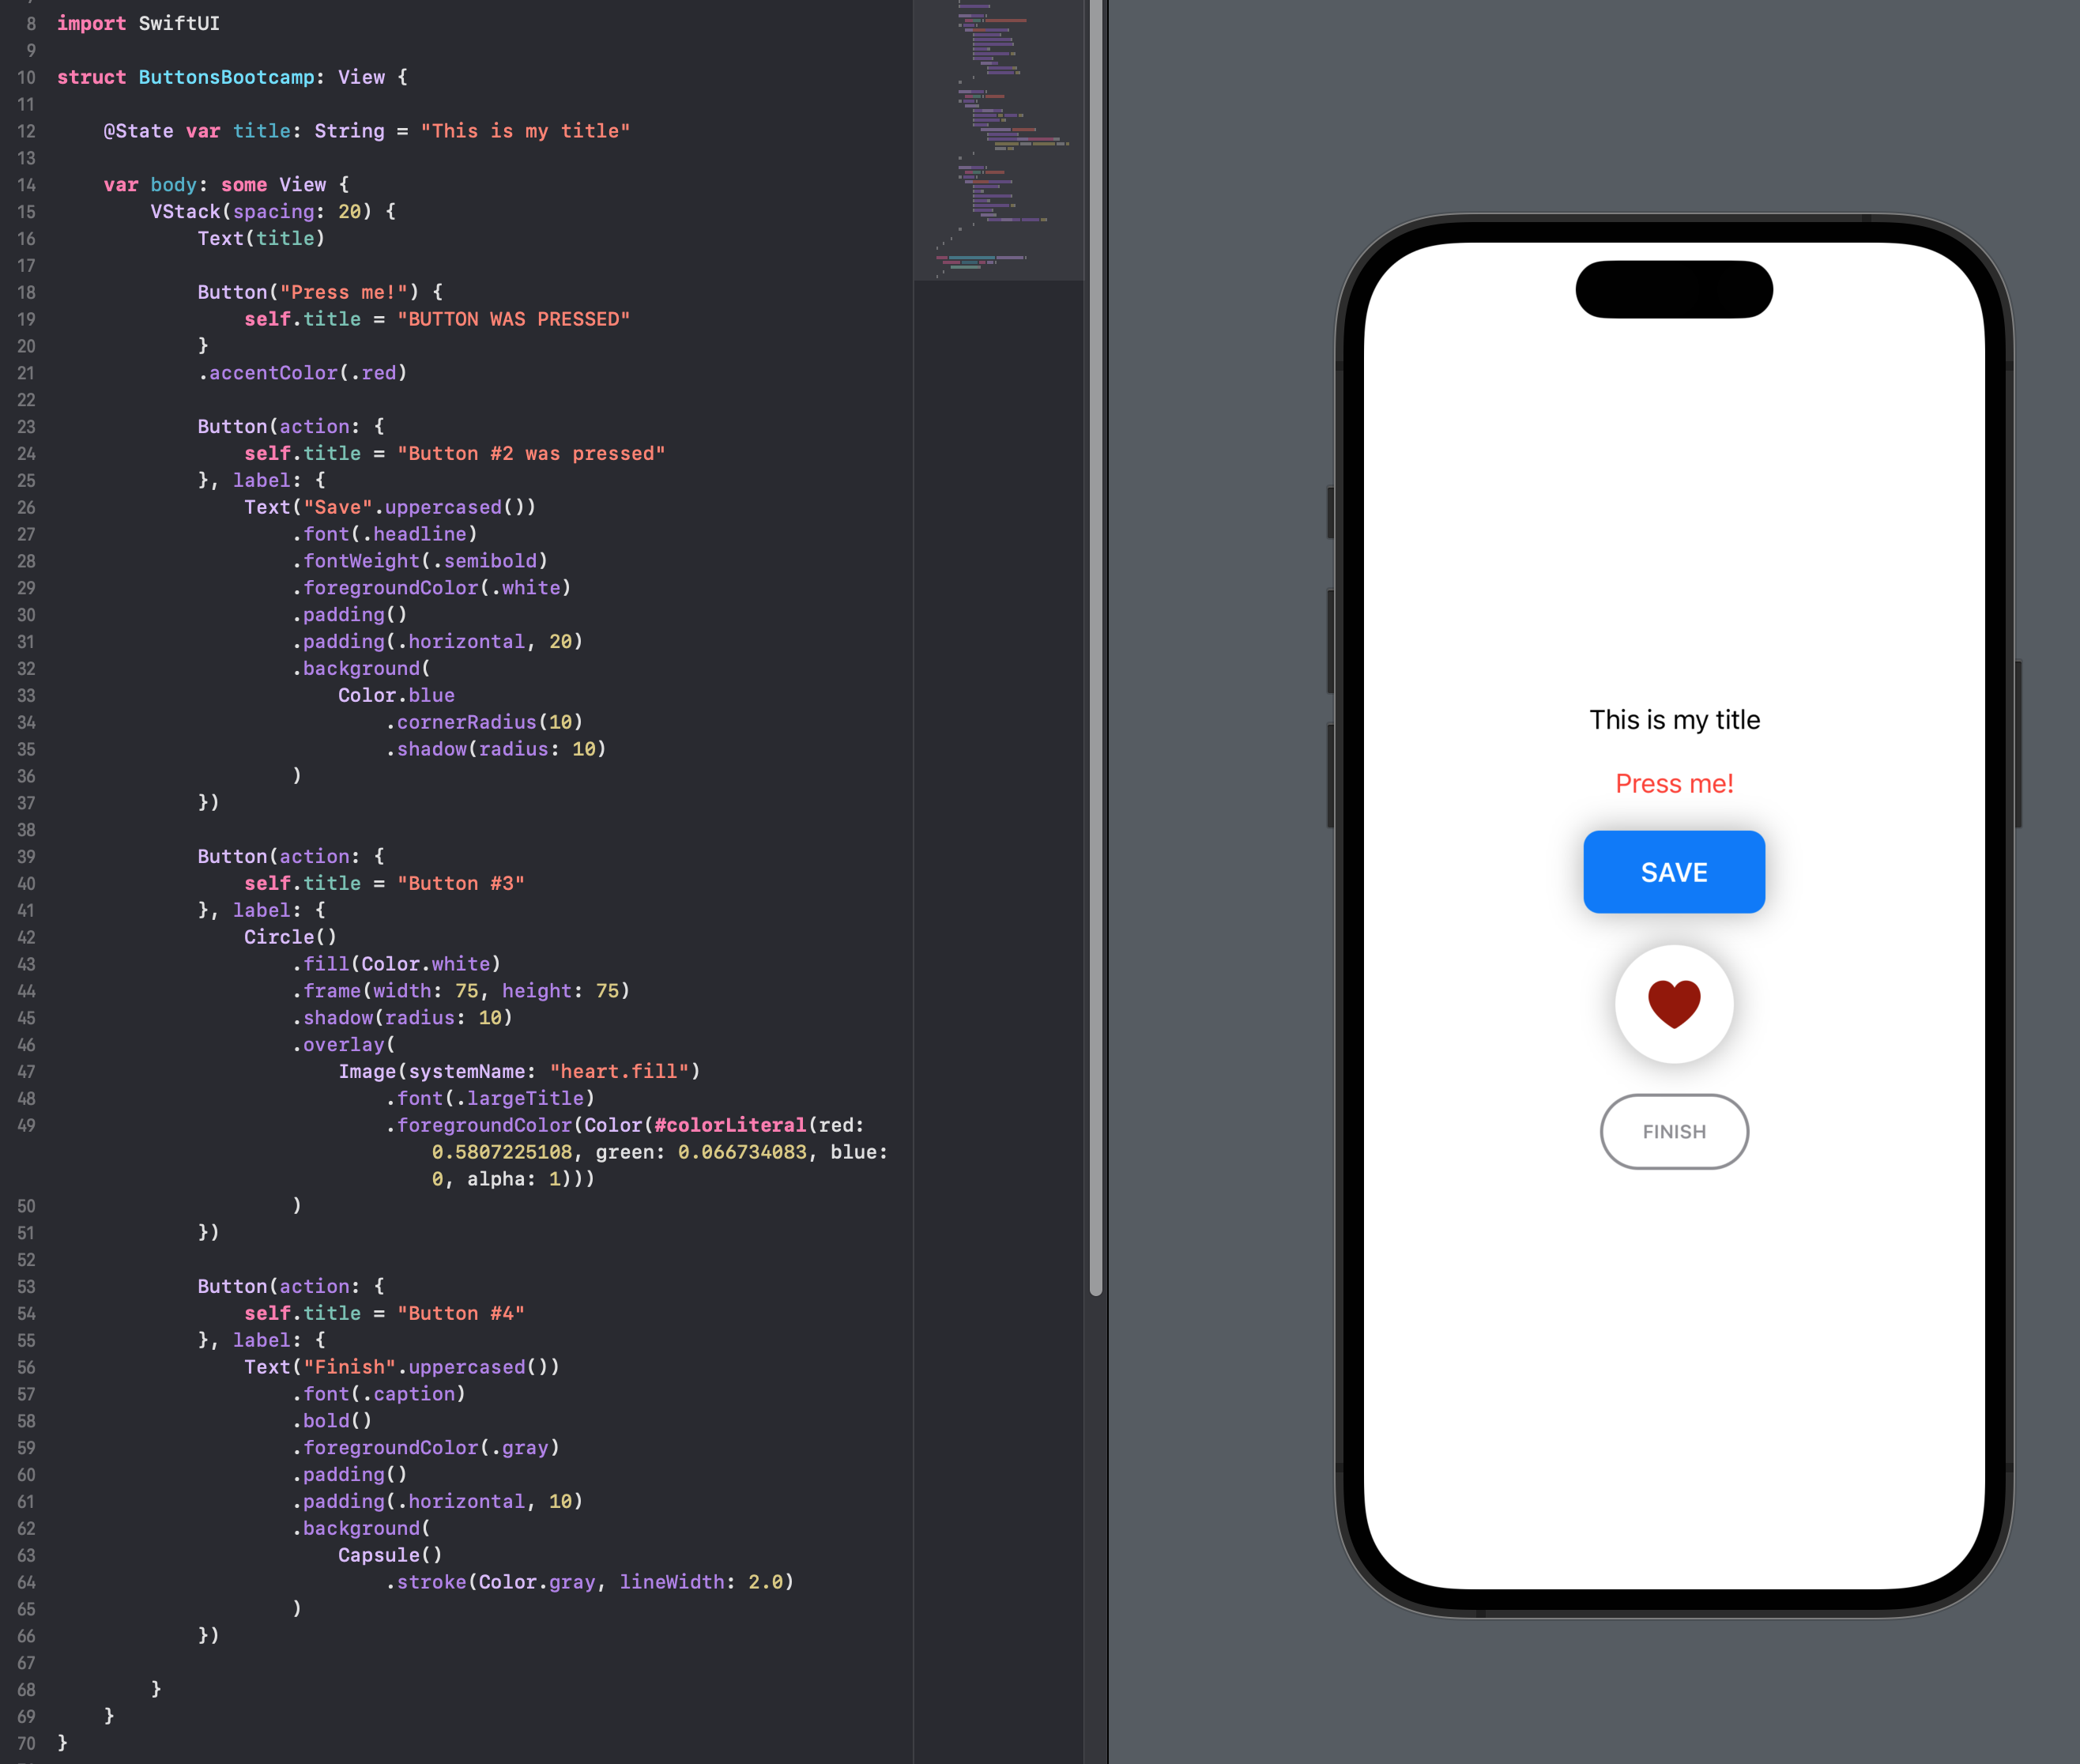 8 import SwiftUI
9
10 struct ButtonsBootcamp: View {
11
12     @State var title: String = "This is my title"
13
14     var body: some View {
15         VStack(spacing: 20) {
16             Text(title)
17
18             Button("Press me!") {
19                 self.title = "BUTTON WAS PRESSED"
20             }
21             .accentColor(.red)
22
23             Button(action: {
24                 self.title = "Button #2 was pressed"
25             }, label: {
26                 Text("Save".uppercased())
27                     .font(.headline)
28                     .fontWeight(.semibold)
29                     .foregroundColor(.white)
30                     .padding()
31                     .padding(.horizontal, 20)
32                     .background(
33                         Color.blue
34                             .cornerRadius(10)
35                             .shadow(radius: 10)
36                     )
37             })
38
39             Button(action: {
40                 self.title = "Button #3"
41             }, label: {
42                 Circle()
43                     .fill(Color.white)
44                     .frame(width: 75, height: 75)
45                     .shadow(radius: 10)
46                     .overlay(
47                         Image(systemName: "heart.fill")
48                             .font(.largeTitle)
49                             .foregroundColor(Color(#colorLiteral(red:
                                0.5807225108, green: 0.066734083, blue:
                                0, alpha: 1)))
50                     )
51             })
52
53             Button(action: {
54                 self.title = "Button #4"
55             }, label: {
56                 Text("Finish".uppercased())
57                     .font(.caption)
58                     .bold()
59                     .foregroundColor(.gray)
60                     .padding()
61                     .padding(.horizontal, 10)
62                     .background(
63                         Capsule()
64                             .stroke(Color.gray, lineWidth: 2.0)
65                     )
66             })
67
68         }
69     }
70 }
This is my title
Press me!
SAVE
FINISH